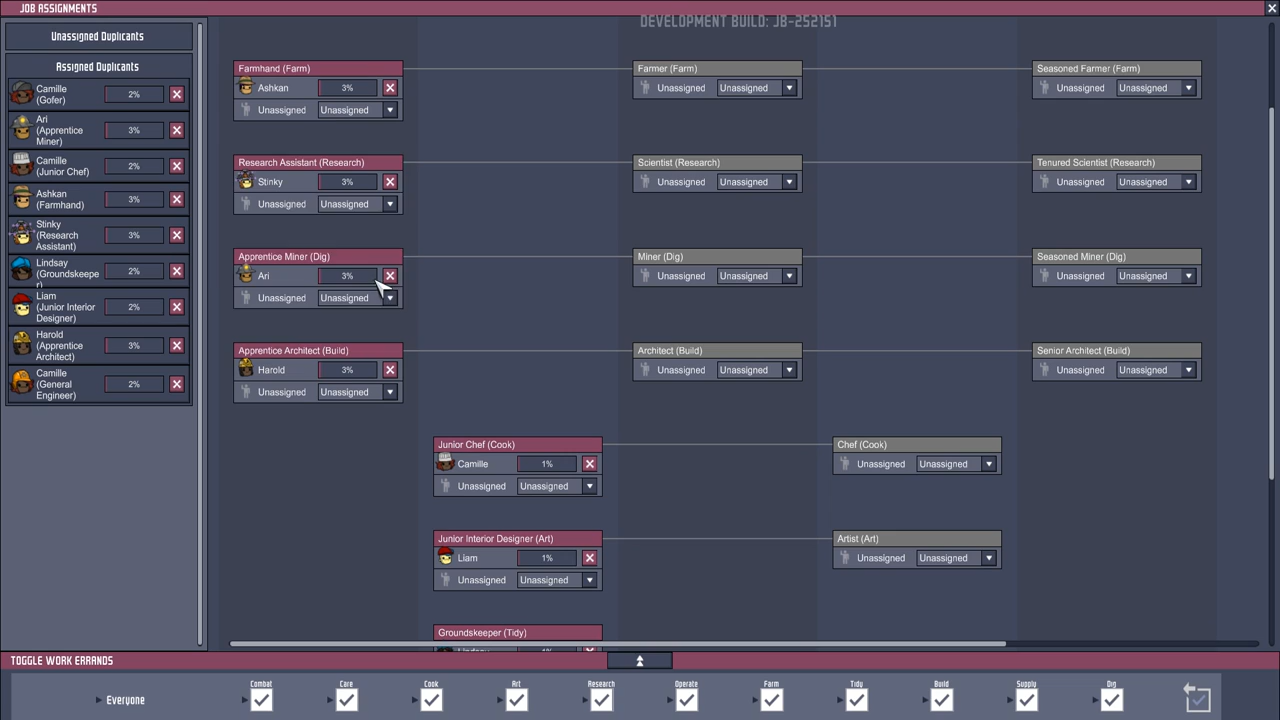 JOB ASSIGNMENTS
DEVELOPMENT BUILD: JB-252151
Unassigned Duplicants
Assigned Duplicants
Camille
(Gofer)
2%
Ari
(Apprentice
Miner)
3%
Camille
(Junior Chef)
2%
Ashkan
(Farmhand)
3%
Stinky
(Research
Assistant)
3%
Lindsay
(Groundskeepe
r)
2%
Liam
(Junior Interior
Designer)
2%
Harold
(Apprentice
Architect)
3%
Camille
(General
Engineer)
2%
Farmhand (Farm)
Ashkan 3%
Unassigned Unassigned
Farmer (Farm)
Unassigned Unassigned
Seasoned Farmer (Farm)
Unassigned Unassigned
Research Assistant (Research)
Stinky 3%
Unassigned Unassigned
Scientist (Research)
Unassigned Unassigned
Tenured Scientist (Research)
Unassigned Unassigned
Apprentice Miner (Dig)
Ari 3%
Unassigned Unassigned
Miner (Dig)
Unassigned Unassigned
Seasoned Miner (Dig)
Unassigned Unassigned
Apprentice Architect (Build)
Harold 3%
Unassigned Unassigned
Architect (Build)
Unassigned Unassigned
Senior Architect (Build)
Unassigned Unassigned
Junior Chef (Cook)
Camille 1%
Unassigned Unassigned
Chef (Cook)
Unassigned Unassigned
Junior Interior Designer (Art)
Liam 1%
Unassigned Unassigned
Artist (Art)
Unassigned Unassigned
Groundskeeper (Tidy)
TOGGLE WORK ERRANDS
Everyone
Combat Care Cook Art Research Operate Farm Tidy Build Supply Dig